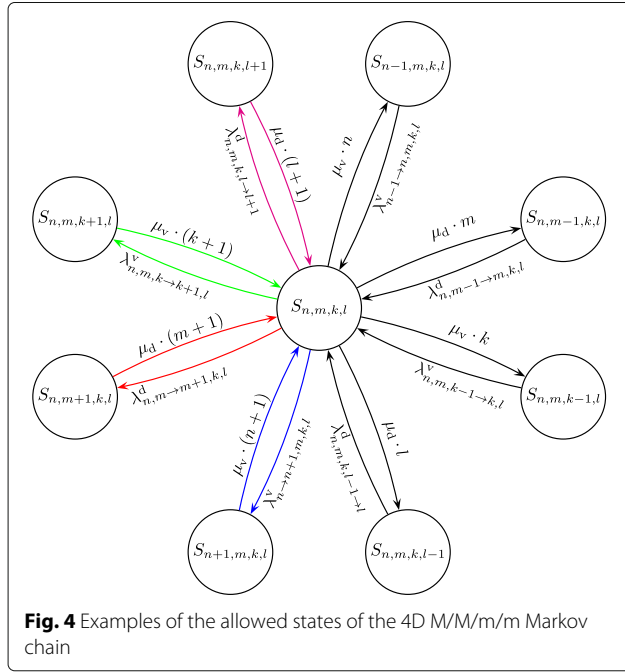 S_{n,m,k,l+1}
S_{n−1,m,k,l}
λ^d_{n,m,k,l→l+1}
μ_d · (l + 1)
μ_v · n
λ^v_{n−1→n,m,k,l}
S_{n,m,k+1,l}
μ_v · (k + 1)
λ^v_{n,m,k→k+1,l}
μ_d · m
λ^d_{n,m−1→m,k,l}
S_{n,m−1,k,l}
S_{n,m,k,l}
S_{n,m+1,k,l}
μ_d · (m + 1)
λ^d_{n,m→m+1,k,l}
μ_v · k
λ^v_{n,m,k−1→k,l}
S_{n,m,k−1,l}
μ_v · (n + 1)
λ^v_{n→n+1,m,k,l}
λ^d_{n,m,k,l−1→l}
μ_d · l
S_{n+1,m,k,l}
S_{n,m,k,l−1}
Fig. 4 Examples of the allowed states of the 4D M/M/m/m Markov
chain